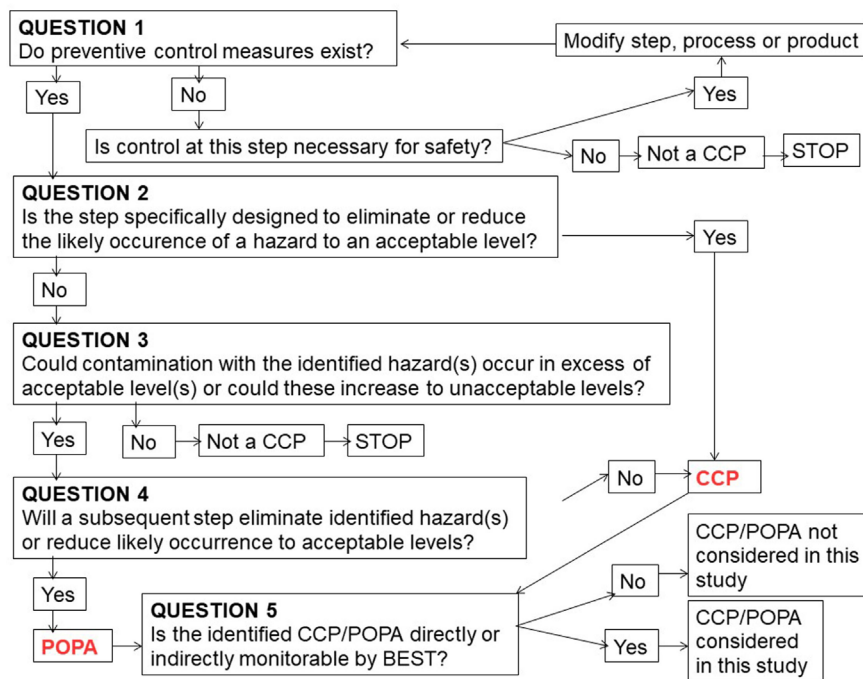 QUESTION 1
Do preventive control measures exist?
Modify step, process or product
Yes
No
Yes
Is control at this step necessary for safety?
No
Not a CCP
STOP
QUESTION 2
Is the step specifically designed to eliminate or reduce
the likely occurence of a hazard to an acceptable level?
Yes
No
QUESTION 3
Could contamination with the identified hazard(s) occur in excess of
acceptable level(s) or could these increase to unacceptable levels?
Yes
No
Not a CCP
STOP
QUESTION 4
Will a subsequent step eliminate identified hazard(s)
or reduce likely occurrence to acceptable levels?
No
CCP
Yes
POPA
QUESTION 5
Is the identified CCP/POPA directly or
indirectly monitorable by BEST?
No
CCP/POPA not
considered in this
study
Yes
CCP/POPA
considered
in this study